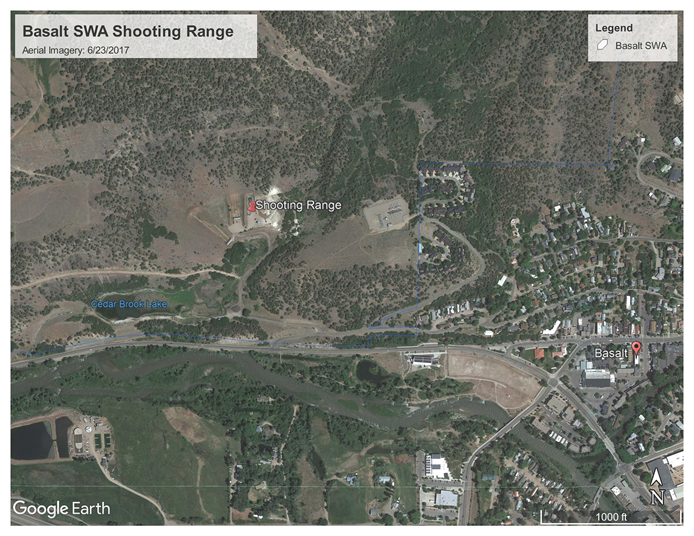 Basalt SWA Shooting Range
Aerial Imagery: 6/23/2017
Legend
Basalt SWA
Shooting Range
Cedar Brook Lake
Basalt
N
Google Earth
1000 ft